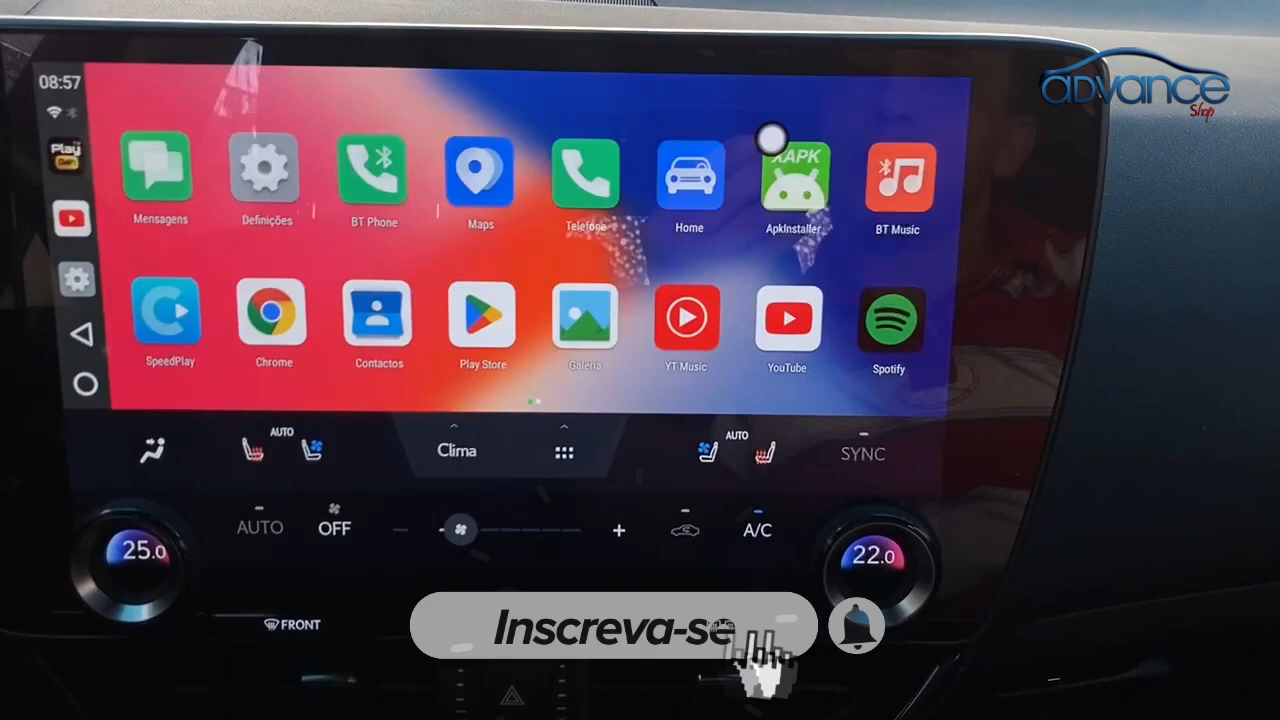 08:57
aDvance
Shop
Play
Gen
XAPK
Mensagens
Definições
BT Phone
Maps
Telefone
Home
ApkInstaller
BT Music
SpeedPlay
Chrome
Contactos
Play Store
Galeria
YT Music
YouTube
Spotify
AUTO
Clima
AUTO
SYNC
25.0
AUTO
OFF
A/C
22.0
FRONT
Inscreva-se